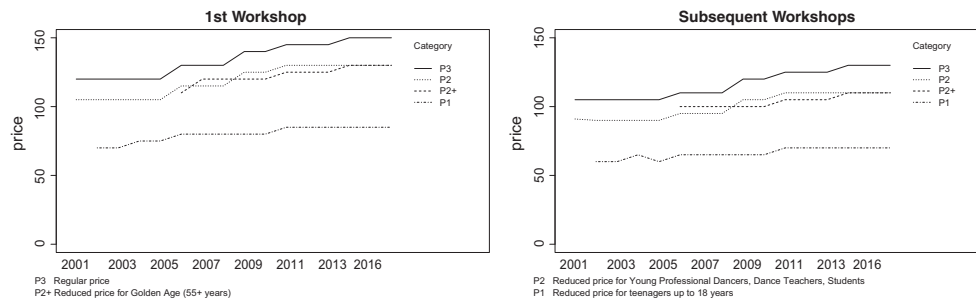 1st Workshop
price
0
50
100
150
2001 2003 2005 2007 2009 2011 2013 2016
Category
P3
P2
P2+
P1
P3 Regular price
P2+ Reduced price for Golden Age (55+ years)
Subsequent Workshops
price
0
50
100
150
2001 2003 2005 2007 2009 2011 2013 2016
Category
P3
P2
P2+
P1
P2 Reduced price for Young Professional Dancers, Dance Teachers, Students
P1 Reduced price for teenagers up to 18 years